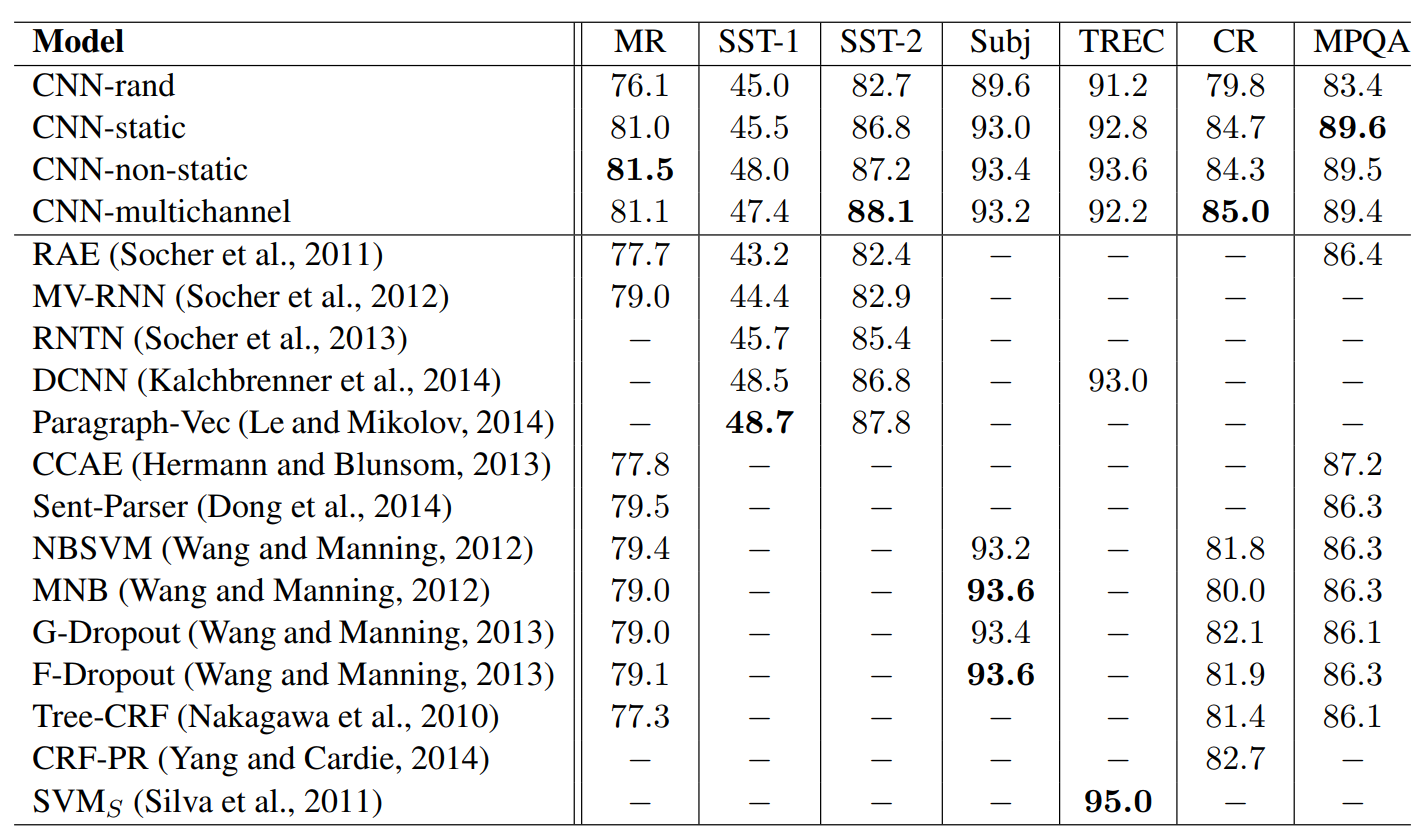 Model MR SST-1 SST-2 Subj TREC CR MPQA
CNN-rand 76.1 45.0 82.7 89.6 91.2 79.8 83.4
CNN-static 81.0 45.5 86.8 93.0 92.8 84.7 89.6
CNN-non-static 81.5 48.0 87.2 93.4 93.6 84.3 89.5
CNN-multichannel 81.1 47.4 88.1 93.2 92.2 85.0 89.4
RAE (Socher et al., 2011) 77.7 43.2 82.4 – – – 86.4
MV-RNN (Socher et al., 2012) 79.0 44.4 82.9 – – – –
RNTN (Socher et al., 2013) – 45.7 85.4 – – – –
DCNN (Kalchbrenner et al., 2014) – 48.5 86.8 – 93.0 – –
Paragraph-Vec (Le and Mikolov, 2014) – 48.7 87.8 – – – –
CCAE (Hermann and Blunsom, 2013) 77.8 – – – – – 87.2
Sent-Parser (Dong et al., 2014) 79.5 – – – – – 86.3
NBSVM (Wang and Manning, 2012) 79.4 – – 93.2 – 81.8 86.3
MNB (Wang and Manning, 2012) 79.0 – – 93.6 – 80.0 86.3
G-Dropout (Wang and Manning, 2013) 79.0 – – 93.4 – 82.1 86.1
F-Dropout (Wang and Manning, 2013) 79.1 – – 93.6 – 81.9 86.3
Tree-CRF (Nakagawa et al., 2010) 77.3 – – – – 81.4 86.1
CRF-PR (Yang and Cardie, 2014) – – – – – 82.7 –
SVM_S (Silva et al., 2011) – – – – 95.0 – –